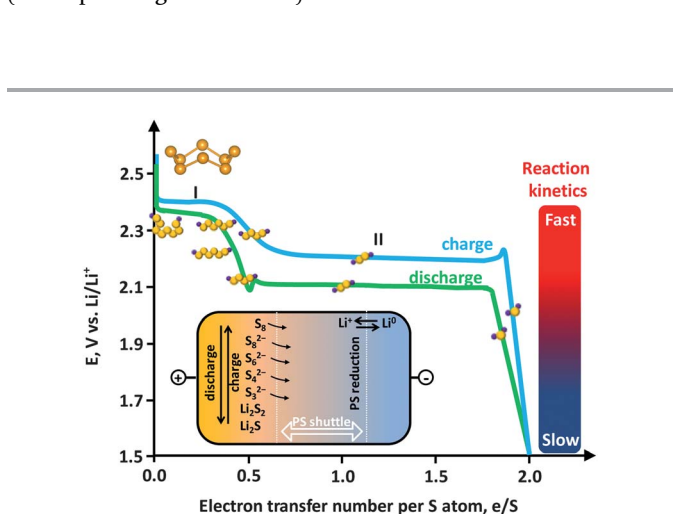 Reaction
kinetics
Fast
Slow
E, V vs. Li/Li⁺
2.5
2.3
2.1
1.9
1.7
1.5
I
II
charge
discharge
discharge
charge
S₈
S₈²⁻
S₆²⁻
S₄²⁻
S₃²⁻
Li₂S₂
Li₂S
Li⁺ Li⁰
PS reduction
PS shuttle
+
-
0.0 0.5 1.0 1.5 2.0
Electron transfer number per S atom, e/S